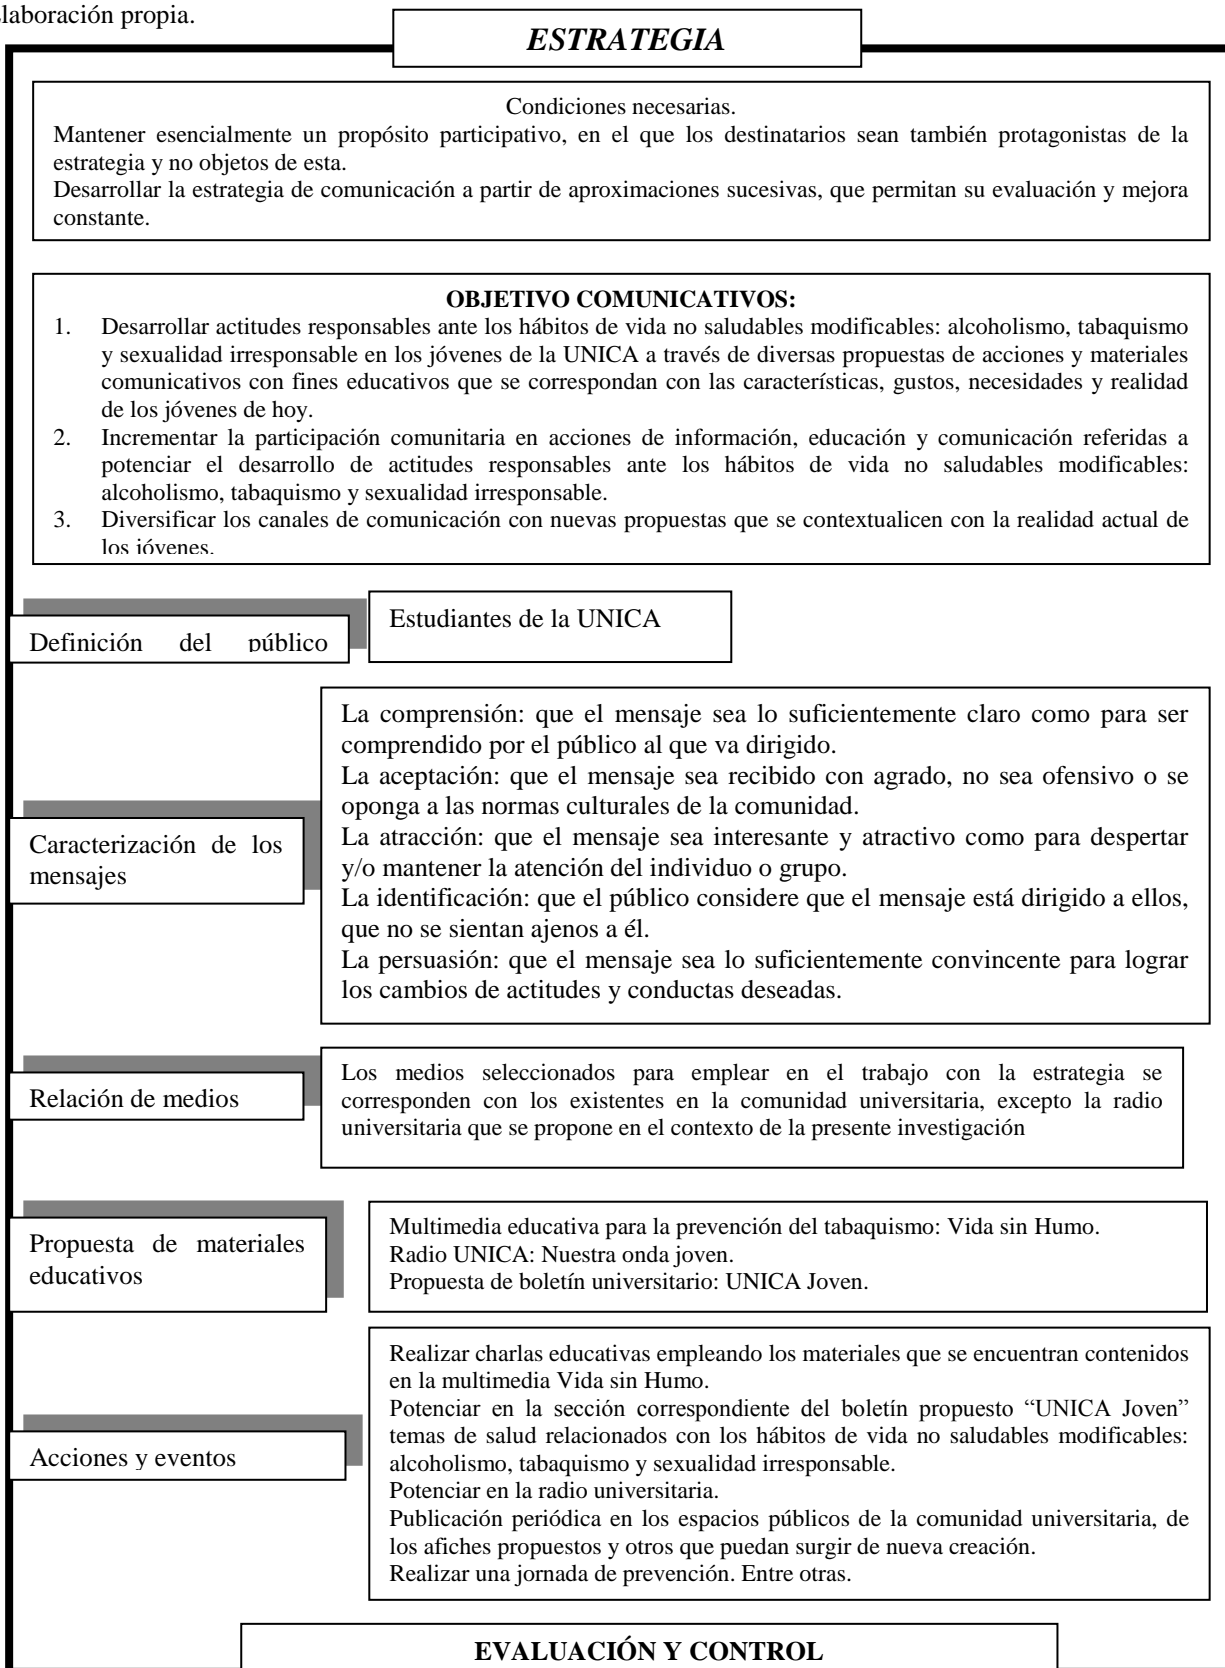 Elaboración propia.
ESTRATEGIA
Condiciones necesarias.
Mantener esencialmente un propósito participativo, en el que los destinatarios sean también protagonistas de la
estrategia y no objetos de esta.
Desarrollar la estrategia de comunicación a partir de aproximaciones sucesivas, que permitan su evaluación y mejora
constante.
OBJETIVO COMUNICATIVOS:
1. Desarrollar actitudes responsables ante los hábitos de vida no saludables modificables: alcoholismo, tabaquismo
y sexualidad irresponsable en los jóvenes de la UNICA a través de diversas propuestas de acciones y materiales
comunicativos con fines educativos que se correspondan con las características, gustos, necesidades y realidad
de los jóvenes de hoy.
2. Incrementar la participación comunitaria en acciones de información, educación y comunicación referidas a
potenciar el desarrollo de actitudes responsables ante los hábitos de vida no saludables modificables:
alcoholismo, tabaquismo y sexualidad irresponsable.
3. Diversificar los canales de comunicación con nuevas propuestas que se contextualicen con la realidad actual de
los jóvenes.
Definición del público
Estudiantes de la UNICA
Caracterización de los
mensajes
La comprensión: que el mensaje sea lo suficientemente claro como para ser
comprendido por el público al que va dirigido.
La aceptación: que el mensaje sea recibido con agrado, no sea ofensivo o se
oponga a las normas culturales de la comunidad.
La atracción: que el mensaje sea interesante y atractivo como para despertar
y/o mantener la atención del individuo o grupo.
La identificación: que el público considere que el mensaje está dirigido a ellos,
que no se sientan ajenos a él.
La persuasión: que el mensaje sea lo suficientemente convincente para lograr
los cambios de actitudes y conductas deseadas.
Relación de medios
Los medios seleccionados para emplear en el trabajo con la estrategia se
corresponden con los existentes en la comunidad universitaria, excepto la radio
universitaria que se propone en el contexto de la presente investigación
Propuesta de materiales
educativos
Multimedia educativa para la prevención del tabaquismo: Vida sin Humo.
Radio UNICA: Nuestra onda joven.
Propuesta de boletín universitario: UNICA Joven.
Acciones y eventos
Realizar charlas educativas empleando los materiales que se encuentran contenidos
en la multimedia Vida sin Humo.
Potenciar en la sección correspondiente del boletín propuesto “UNICA Joven”
temas de salud relacionados con los hábitos de vida no saludables modificables:
alcoholismo, tabaquismo y sexualidad irresponsable.
Potenciar en la radio universitaria.
Publicación periódica en los espacios públicos de la comunidad universitaria, de
los afiches propuestos y otros que puedan surgir de nueva creación.
Realizar una jornada de prevención. Entre otras.
EVALUACIÓN Y CONTROL